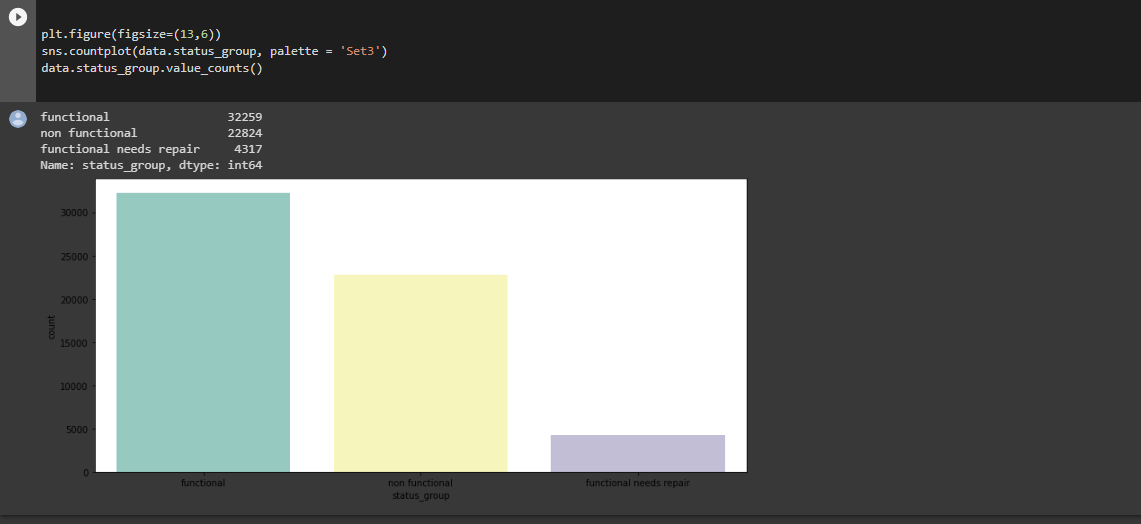 plt.figure(figsize=(13,6))
sns.countplot(data.status_group, palette = 'Set3')
data.status_group.value_counts()
functional 32259
non functional 22824
functional needs repair 4317
Name: status_group, dtype: int64
30000
25000
20000
15000
10000
5000
0
count
functional non functional functional needs repair
status_group